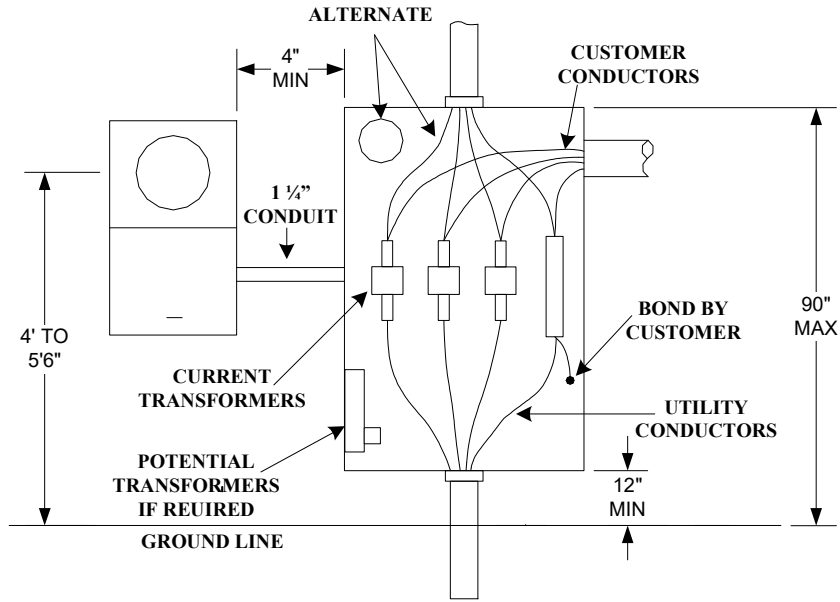 ALTERNATE
4"
MIN
CUSTOMER
CONDUCTORS
1 ¼”
CONDUIT
4' TO
5'6"
90"
MAX
BOND BY
CUSTOMER
CURRENT
TRANSFORMERS
UTILITY
CONDUCTORS
POTENTIAL
TRANSFORMERS
IF REUIRED
12"
MIN
GROUND LINE